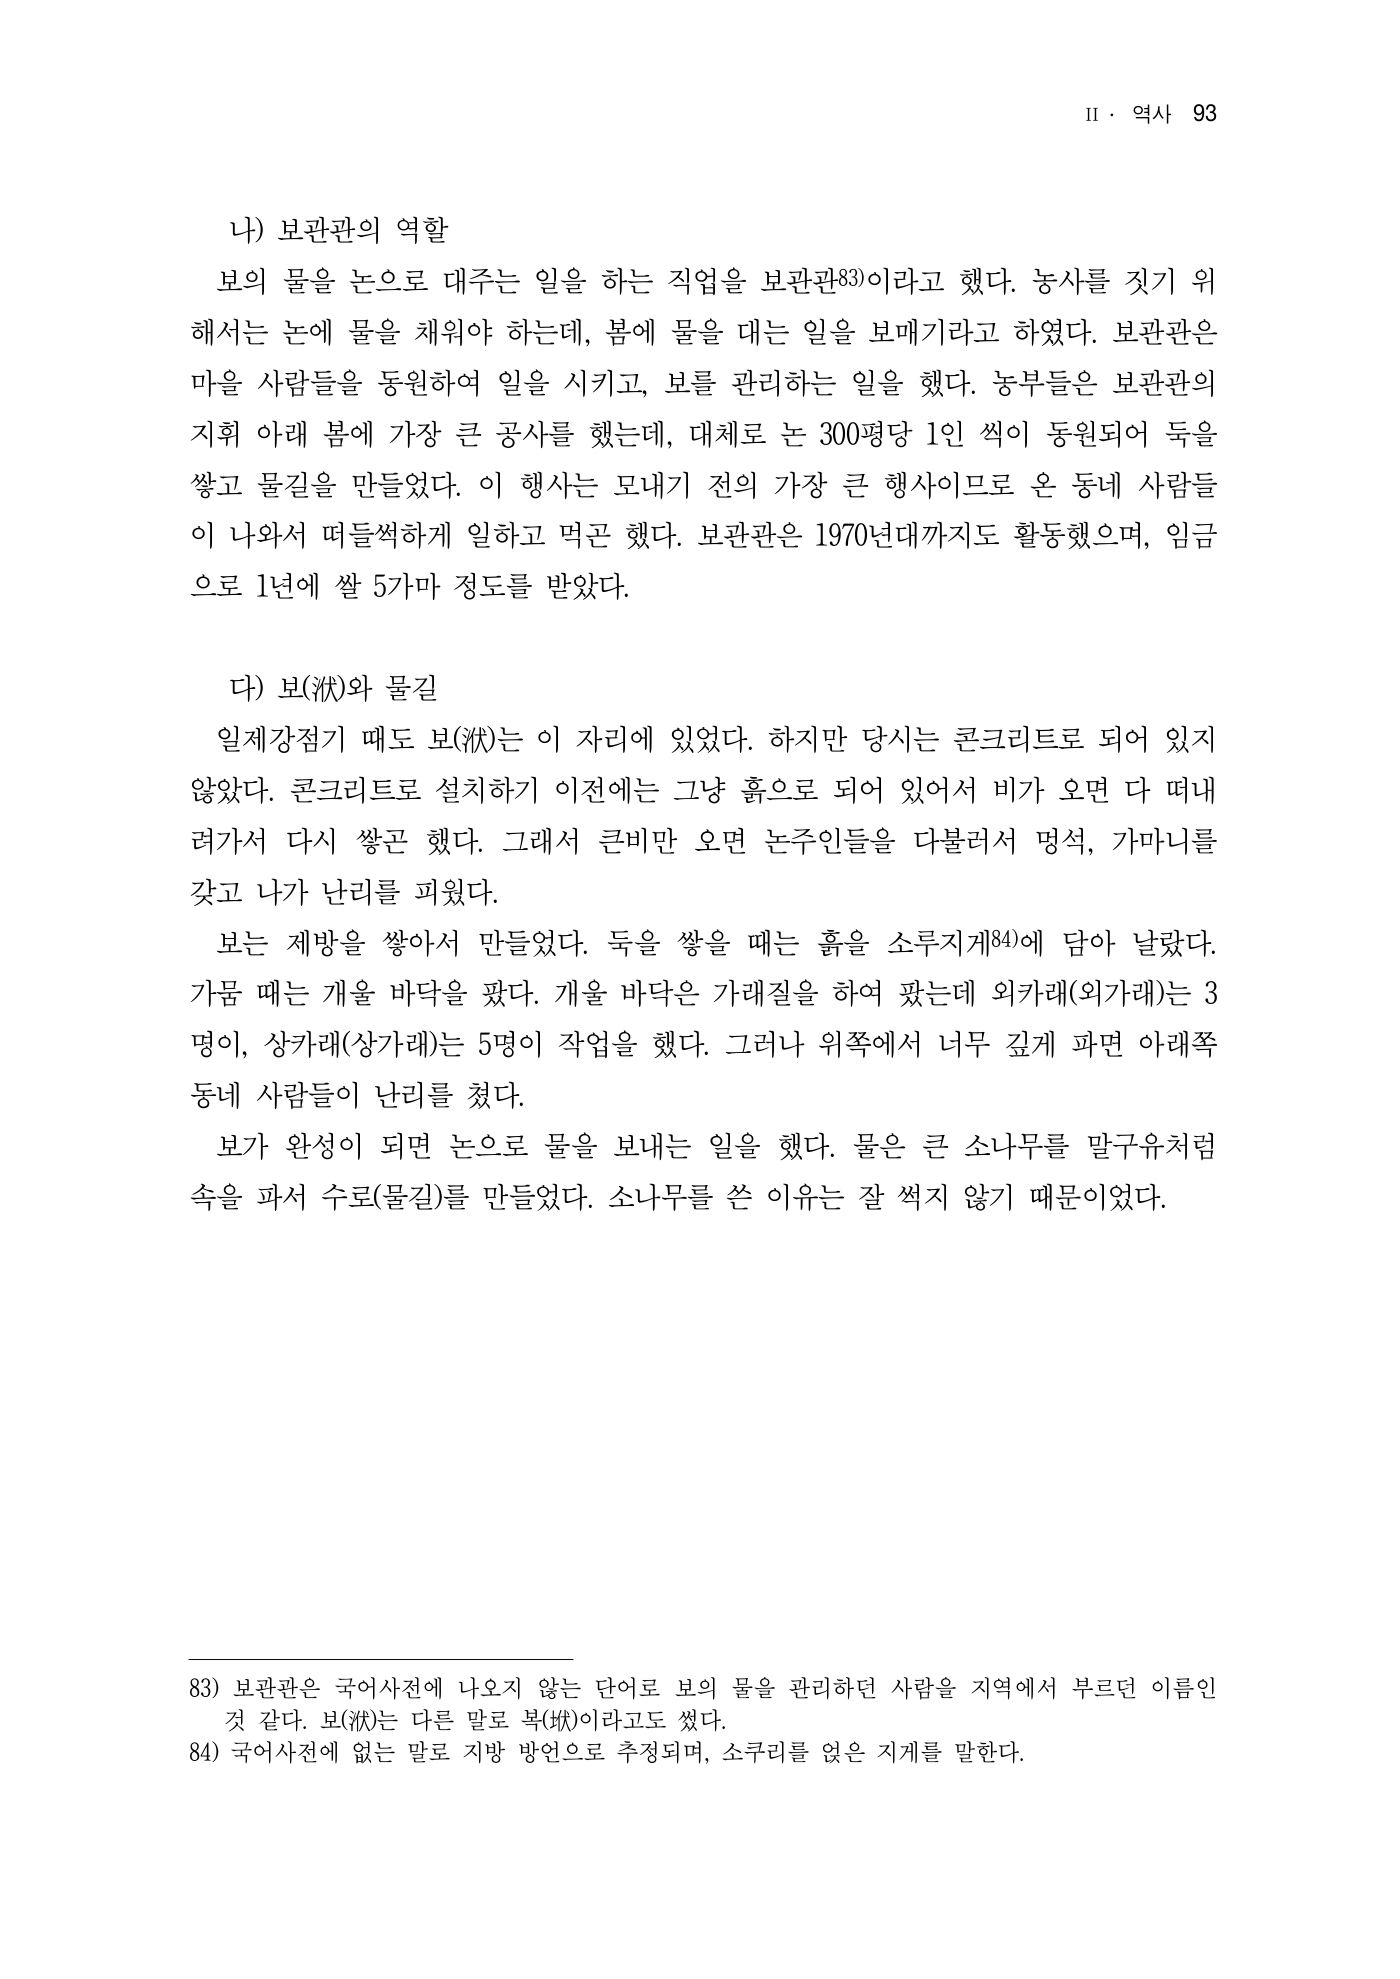 II · 역사 93
나) 보관관의 역할
보의 물을 논으로 대주는 일을 하는 직업을 보관관83)이라고 했다. 농사를 짓기 위
해서는 논에 물을 채워야 하는데, 봄에 물을 대는 일을 보매기라고 하였다. 보관관은
마을 사람들을 동원하여 일을 시키고, 보를 관리하는 일을 했다. 농부들은 보관관의
지휘 아래 봄에 가장 큰 공사를 했는데, 대체로 논 300평당 1인 씩이 동원되어 둑을
쌓고 물길을 만들었다. 이 행사는 모내기 전의 가장 큰 행사이므로 온 동네 사람들
이 나와서 떠들썩하게 일하고 먹곤 했다. 보관관은 1970년대까지도 활동했으며, 임금
으로 1년에 쌀 5가마 정도를 받았다.
다) 보(洑)와 물길
일제강점기 때도 보(洑)는 이 자리에 있었다. 하지만 당시는 콘크리트로 되어 있지
않았다. 콘크리트로 설치하기 이전에는 그냥 흙으로 되어 있어서 비가 오면 다 떠내
려가서 다시 쌓곤 했다. 그래서 큰비만 오면 논주인들을 다불러서 멍석, 가마니를
갖고 나가 난리를 피웠다.
보는 제방을 쌓아서 만들었다. 둑을 쌓을 때는 흙을 소루지게84)에 담아 날랐다.
가뭄 때는 개울 바닥을 팠다. 개울 바닥은 가래질을 하여 팠는데 외카래(외가래)는 3
명이, 상카래(상가래)는 5명이 작업을 했다. 그러나 위쪽에서 너무 깊게 파면 아래쪽
동네 사람들이 난리를 쳤다.
보가 완성이 되면 논으로 물을 보내는 일을 했다. 물은 큰 소나무를 말구유처럼
속을 파서 수로(물길)를 만들었다. 소나무를 쓴 이유는 잘 썩지 않기 때문이었다.
83) 보관관은 국어사전에 나오지 않는 단어로 보의 물을 관리하던 사람을 지역에서 부르던 이름인
것 같다. 보(洑)는 다른 말로 복(垘)이라고도 썼다.
84) 국어사전에 없는 말로 지방 방언으로 추정되며, 소쿠리를 얹은 지게를 말한다.